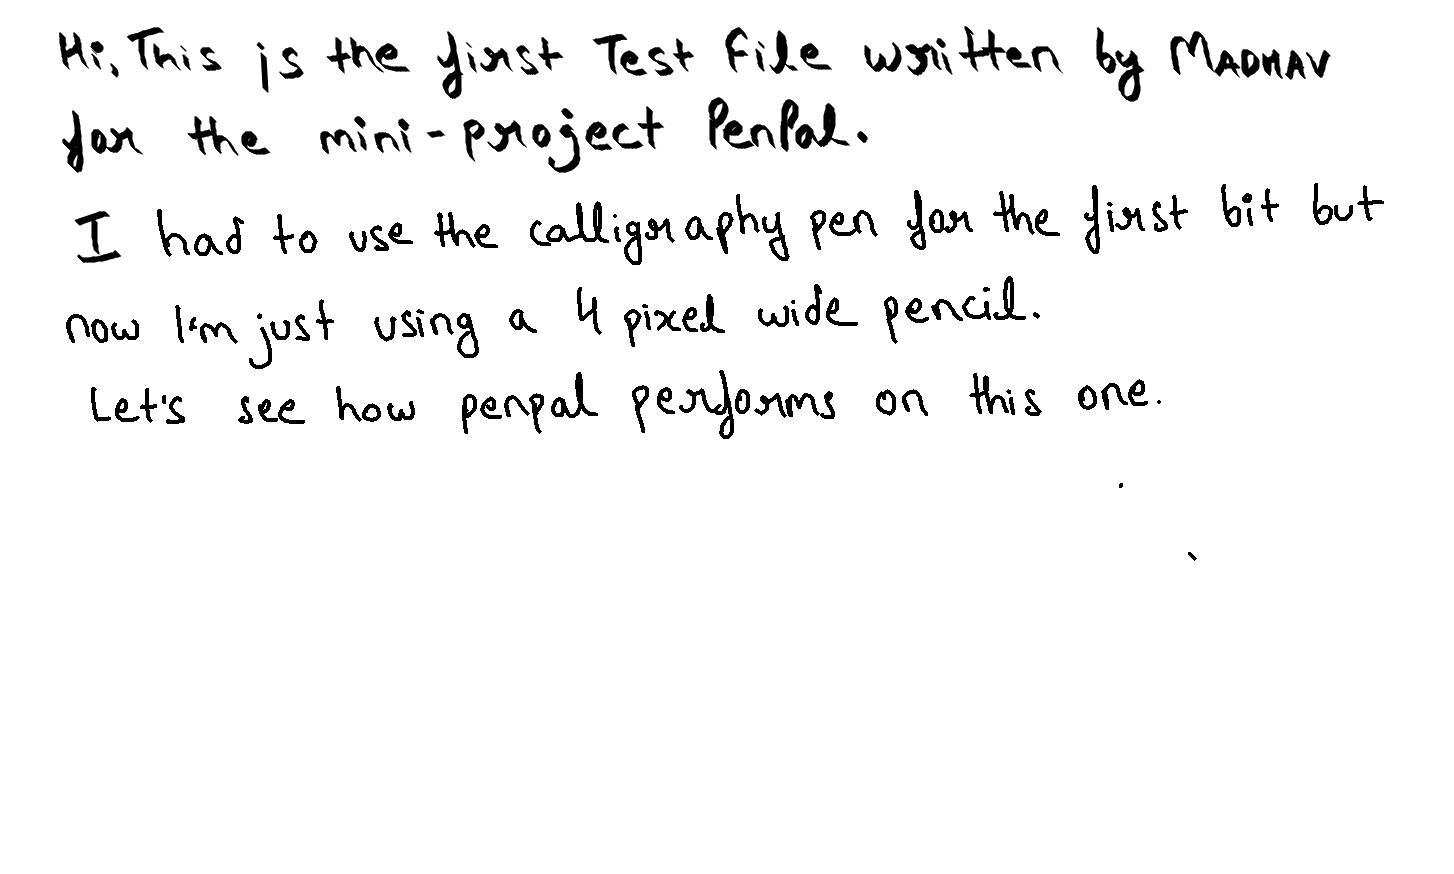 Hi, This is the first Test File written by MADHAV
for the mini-project PenPal.
I had to use the calligraphy pen for the first bit but
now I'm just using a 4 pixel wide pencil.
Let's see how penpal performs on this one.